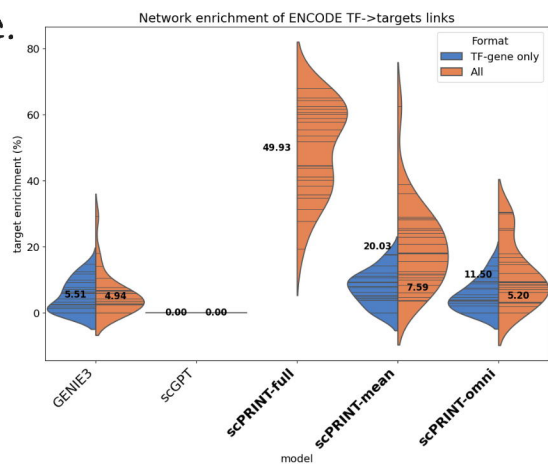 e.
Network enrichment of ENCODE TF->targets links
Format
TF-gene only
All
target enrichment (%)
80
60
40
20
0
5.51
4.94
0.00
0.00
49.93
20.03
7.59
11.50
5.20
GENIE3
scGPT
scPRINT-full
scPRINT-mean
scPRINT-omni
model